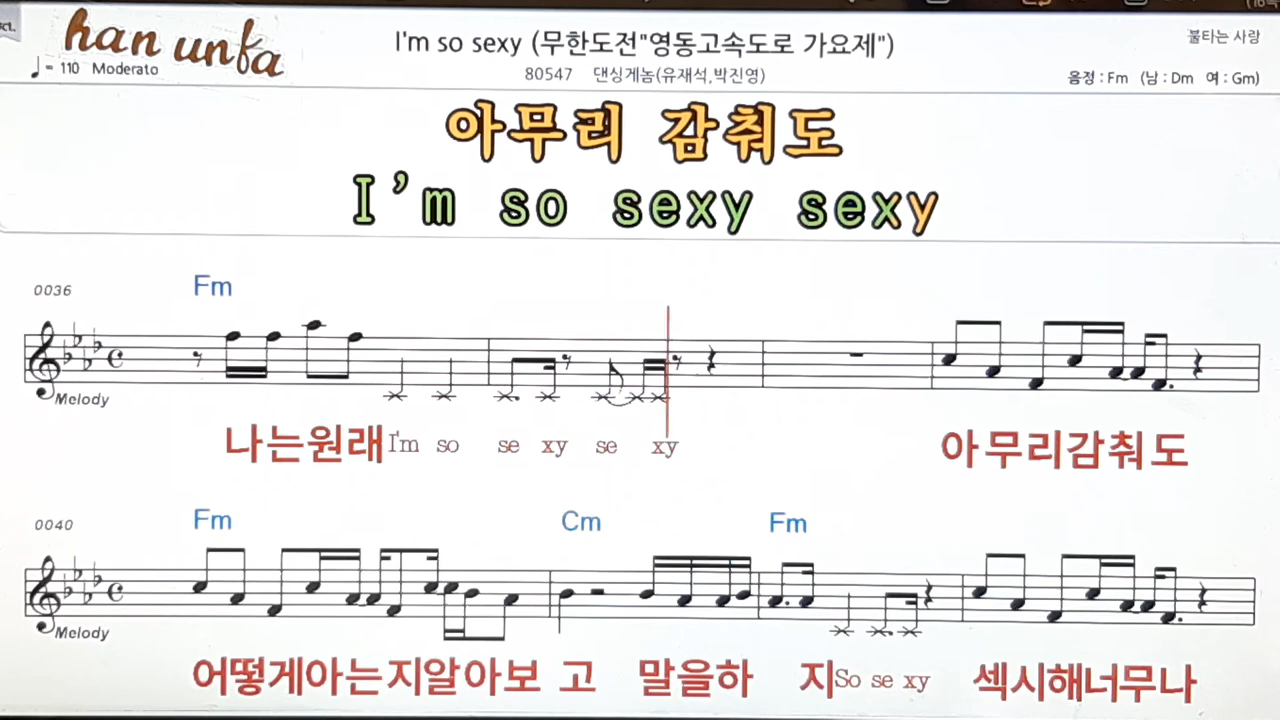 han unfa
I'm so sexy (무한도전"영동고속도로 가요제")
불타는 사랑
♩= 110 Moderato
80547 댄싱게놈(유재석,박진영)
음정 : Fm (남 : Dm 여 : Gm)
아무리 감춰도
I'm so sexy sexy
0036
Fm
Melody
나는원래I'm so se xy se xy 아무리감춰도
0040
Fm Cm Fm
Melody
어떻게아는지알아보 고 말을하 지So se xy 섹시해너무나